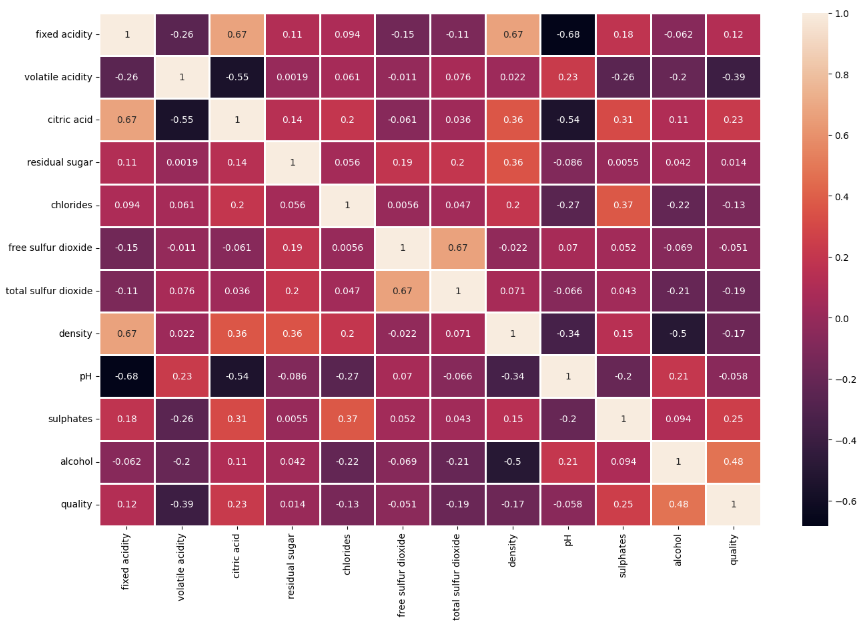 fixed acidity 1 -0.26 0.67 0.11 0.094 -0.15 -0.11 0.67 -0.68 0.18 -0.062 0.12
volatile acidity -0.26 1 -0.55 0.0019 0.061 -0.011 0.076 0.022 0.23 -0.26 -0.2 -0.39
citric acid 0.67 -0.55 1 0.14 0.2 -0.061 0.036 0.36 -0.54 0.31 0.11 0.23
residual sugar 0.11 0.0019 0.14 1 0.056 0.19 0.2 0.36 -0.086 0.0055 0.042 0.014
chlorides 0.094 0.061 0.2 0.056 1 0.0056 0.047 0.2 -0.27 0.37 -0.22 -0.13
free sulfur dioxide -0.15 -0.011 -0.061 0.19 0.0056 1 0.67 -0.022 0.07 0.052 -0.069 -0.051
total sulfur dioxide -0.11 0.076 0.036 0.2 0.047 0.67 1 0.071 -0.066 0.043 -0.21 -0.19
density 0.67 0.022 0.36 0.36 0.2 -0.022 0.071 1 -0.34 0.15 -0.5 -0.17
pH -0.68 0.23 -0.54 -0.086 -0.27 0.07 -0.066 -0.34 1 -0.2 0.21 -0.058
sulphates 0.18 -0.26 0.31 0.0055 0.37 0.052 0.043 0.15 -0.2 1 0.094 0.25
alcohol -0.062 -0.2 0.11 0.042 -0.22 -0.069 -0.21 -0.5 0.21 0.094 1 0.48
quality 0.12 -0.39 0.23 0.014 -0.13 -0.051 -0.19 -0.17 -0.058 0.25 0.48 1
fixed acidity
volatile acidity
citric acid
residual sugar
chlorides
free sulfur dioxide
total sulfur dioxide
density
pH
sulphates
alcohol
quality
1.0
0.8
0.6
0.4
0.2
0.0
−0.2
−0.4
−0.6